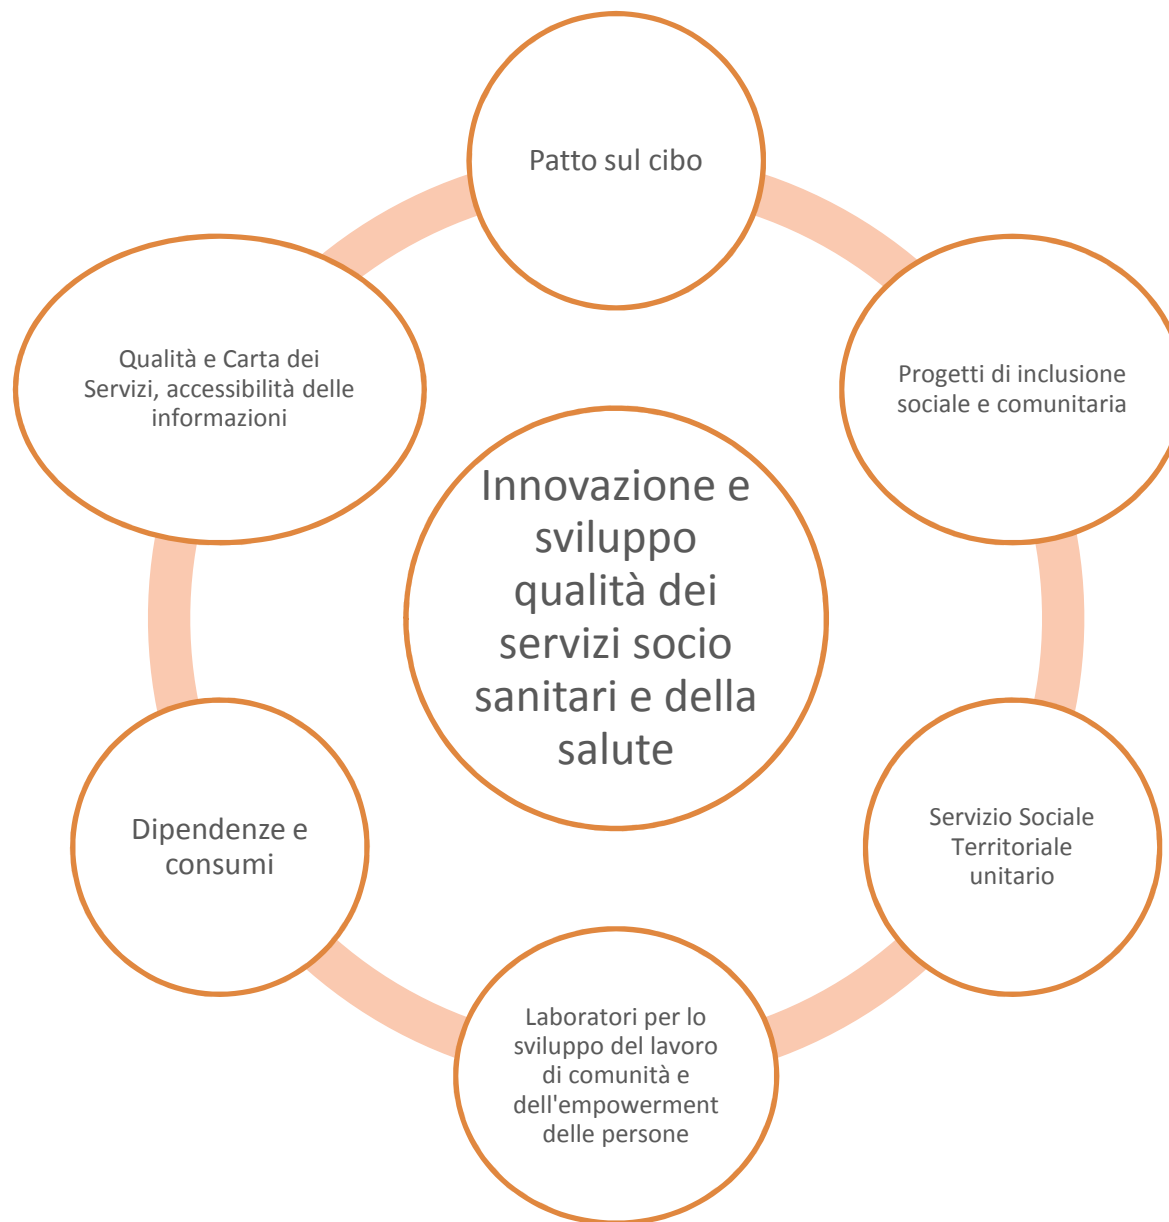 Patto sul cibo
Qualità e Carta dei
Servizi, accessibilità delle
informazioni
Progetti di inclusione
sociale e comunitaria
Innovazione e
sviluppo
qualità dei
servizi socio
sanitari e della
salute
Dipendenze e
consumi
Servizio Sociale
Territoriale
unitario
Laboratori per lo
sviluppo del lavoro
di comunità e
dell'empowerment
delle persone